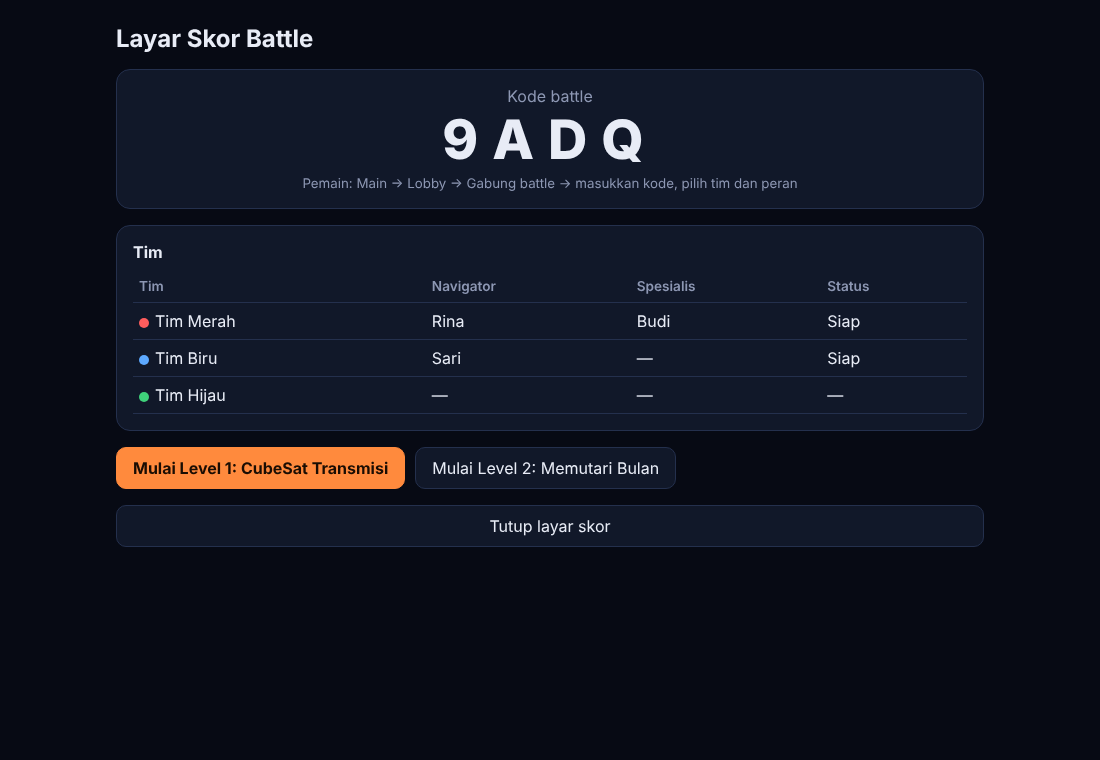 Layar Skor Battle
Kode battle
9ADQ
Pemain: Main → Lobby → Gabung battle → masukkan kode, pilih tim dan peran
Tim
Tim Navigator Spesialis Status
Tim Merah Rina Budi Siap
Tim Biru Sari — Siap
Tim Hijau — — —
Mulai Level 1: CubeSat Transmisi Mulai Level 2: Memutari Bulan
Tutup layar skor